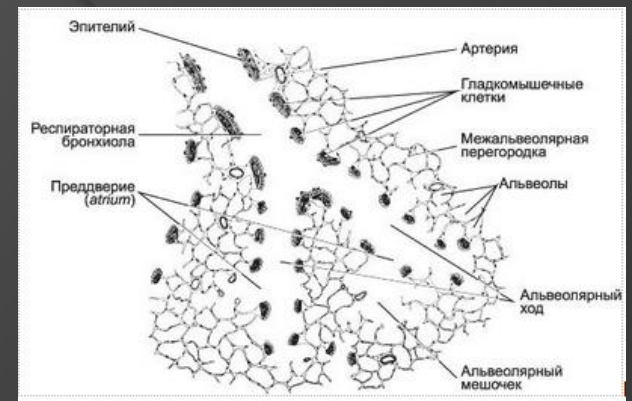 Эпителий
Артерия
Гладкомышечные
клетки
Респираторная
бронхиола
Межальвеолярная
перегородка
Преддверие
(atrium)
Альвеолы
Альвеолярный
ход
Альвеолярный
мешочек